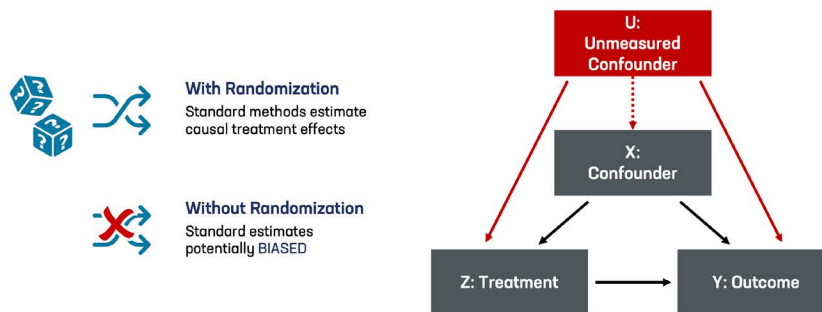 With Randomization
Standard methods estimate
causal treatment effects
Without Randomization
Standard estimates
potentially BIASED
U:
Unmeasured
Confounder
X:
Confounder
Z: Treatment
Y: Outcome
? ? ?
? ? ?